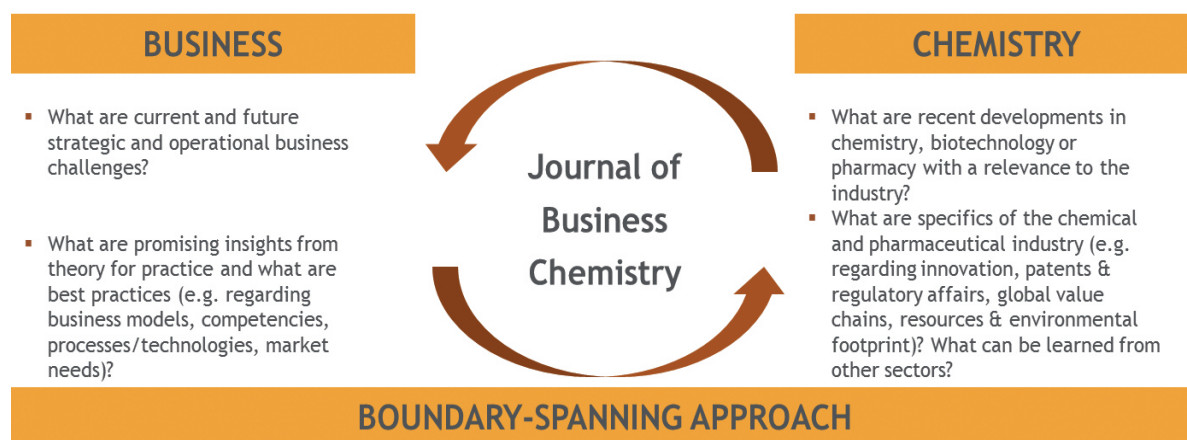 BUSINESS
▪ What are current and future
strategic and operational business
challenges?
▪ What are promising insights from
theory for practice and what are
best practices (e.g. regarding
business models, competencies,
processes/technologies, market
needs)?
Journal of
Business
Chemistry
CHEMISTRY
▪ What are recent developments in
chemistry, biotechnology or
pharmacy with a relevance to the
industry?
▪ What are specifics of the chemical
and pharmaceutical industry (e.g.
regarding innovation, patents &
regulatory affairs, global value
chains, resources & environmental
footprint)? What can be learned from
other sectors?
BOUNDARY-SPANNING APPROACH